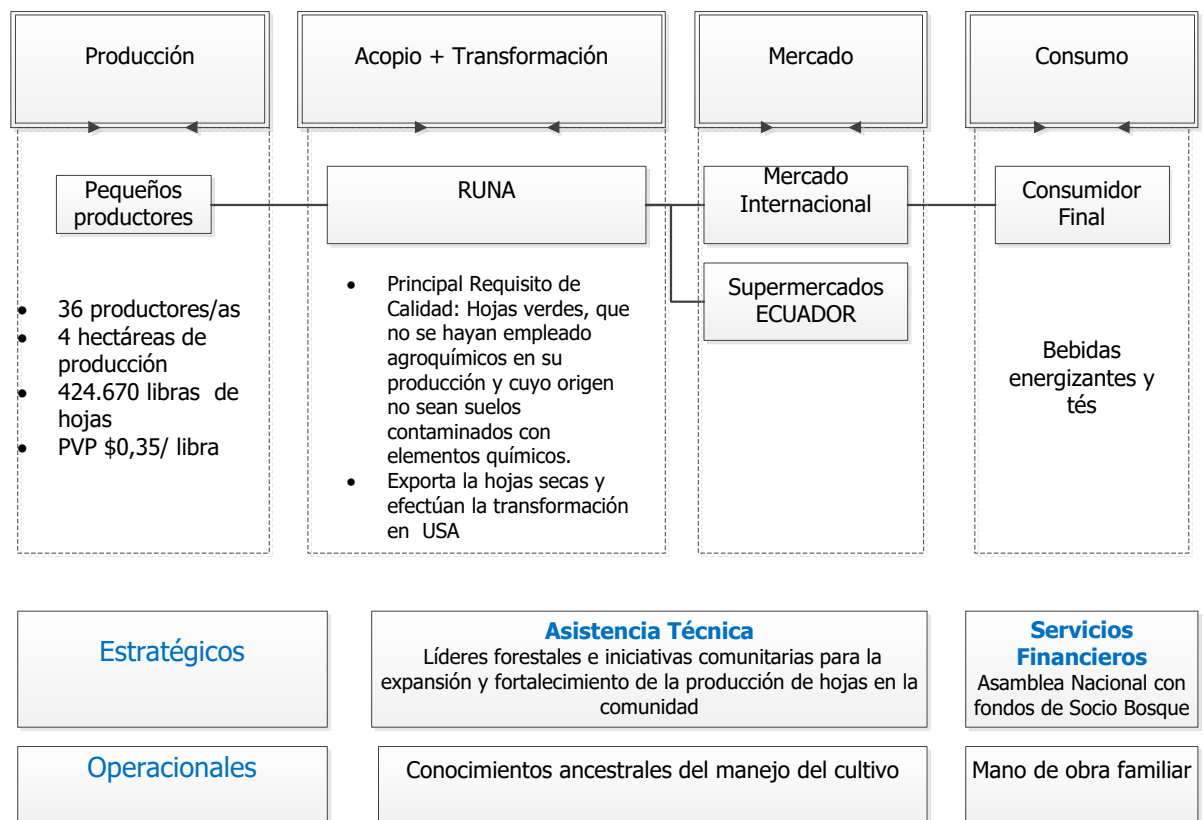 Producción
Acopio + Transformación
Mercado
Consumo
Pequeños
productores
RUNA
Mercado
Internacional
Consumidor
Final
Supermercados
ECUADOR
• 36 productores/as
• 4 hectáreas de
producción
• 424.670 libras de
hojas
• PVP $0,35/ libra
• Principal Requisito de
Calidad: Hojas verdes, que
no se hayan empleado
agroquímicos en su
producción y cuyo origen
no sean suelos
contaminados con
elementos químicos.
• Exporta la hojas secas y
efectúan la transformación
en USA
Bebidas
energizantes y
tés
Estratégicos
Asistencia Técnica
Líderes forestales e iniciativas comunitarias para la
expansión y fortalecimiento de la producción de hojas en la
comunidad
Servicios
Financieros
Asamblea Nacional con
fondos de Socio Bosque
Operacionales
Conocimientos ancestrales del manejo del cultivo
Mano de obra familiar